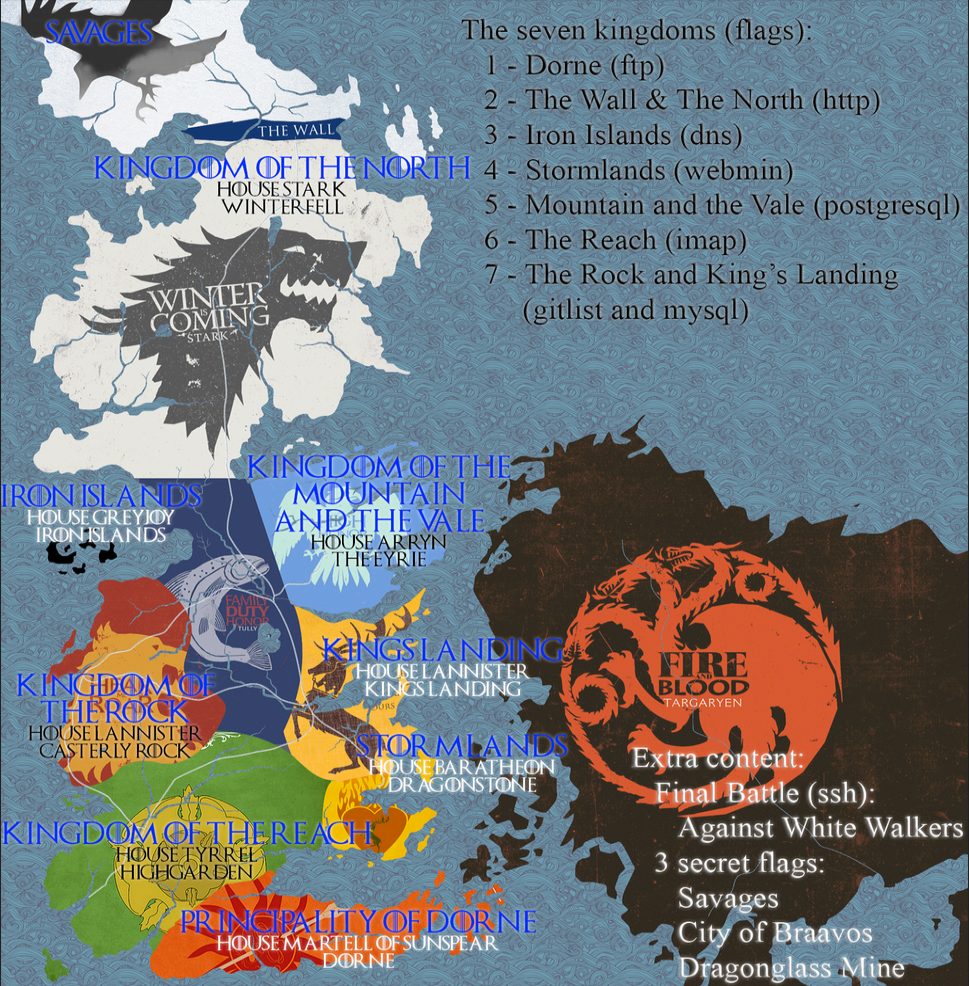 SAVAGES
THE WALL
KINGDOM OF THE NORTH
HOUSE STARK
WINTERFELL
WINTER
IS
COMING
STARK
The seven kingdoms (flags):
1 - Dorne (ftp)
2 - The Wall & The North (http)
3 - Iron Islands (dns)
4 - Stormlands (webmin)
5 - Mountain and the Vale (postgresql)
6 - The Reach (imap)
7 - The Rock and King’s Landing
(gitlist and mysql)
IRON ISLANDS
HOUSE GREYJOY
IRON ISLANDS
KINGDOM OF THE
MOUNTAIN
AND THE VALE
HOUSE ARRYN
THE EYRIE
FAMILY
DUTY
HONOR
TULLY
KINGS LANDING
HOUSE LANNISTER
KINGS LANDING
KINGDOM OF
THE ROCK
HOUSE LANNISTER
CASTERLY ROCK
STORMLANDS
HOUSE BARATHEON
DRAGONSTONE
KINGDOM OF THE REACH
HOUSE TYRREL
HIGHGARDEN
PRINCIPALITY OF DORNE
HOUSE MARTELL OF SUNSPEAR
DORNE
FIRE
AND
BLOOD
TARGARYEN
Extra content:
Final Battle (ssh):
Against White Walkers
3 secret flags:
Savages
City of Braavos
Dragonglass Mine